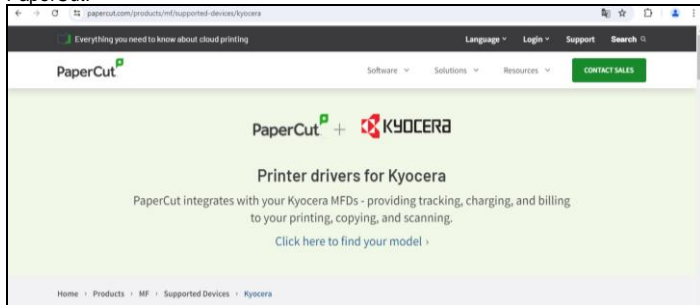 PaperCut.
papercut.com/products/mf/supported-devices/kyocera
Everything you need to know about cloud printing
Language Login Support Search
PaperCut
Software Solutions Resources CONTACT SALES
PaperCut + KYOCERA
Printer drivers for Kyocera
PaperCut integrates with your Kyocera MFDs - providing tracking, charging, and billing
to your printing, copying, and scanning.
Click here to find your model ›
Home › Products › MF › Supported Devices › Kyocera